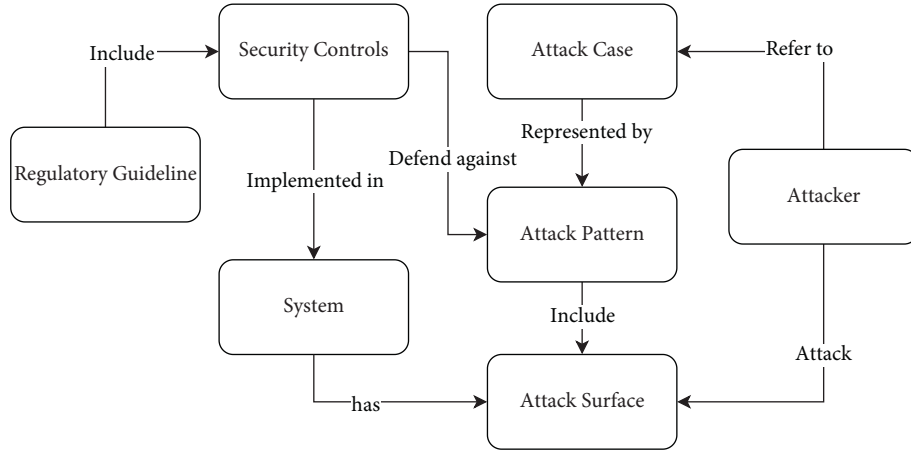 Include
Security Controls
Attack Case
Refer to
Represented by
Defend against
Regulatory Guideline
Implemented in
Attacker
Attack Pattern
System
Include
Attack
has
Attack Surface